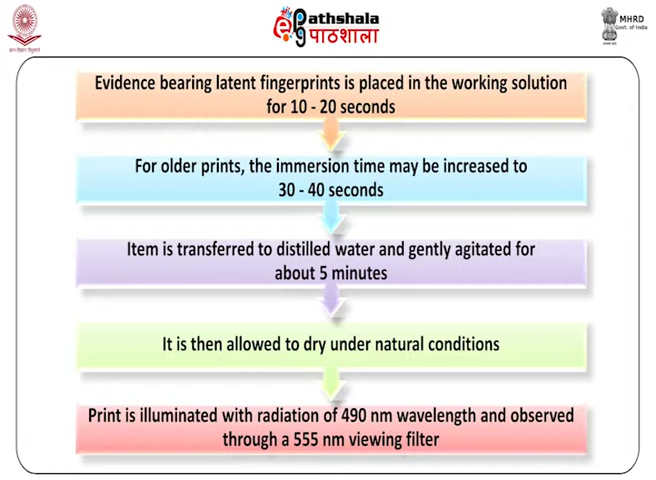 ePathshala
पाठशाला
MHRD
Govt. of India
Evidence bearing latent fingerprints is placed in the working solution
for 10 - 20 seconds
For older prints, the immersion time may be increased to
30 - 40 seconds
Item is transferred to distilled water and gently agitated for
about 5 minutes
It is then allowed to dry under natural conditions
Print is illuminated with radiation of 490 nm wavelength and observed
through a 555 nm viewing filter